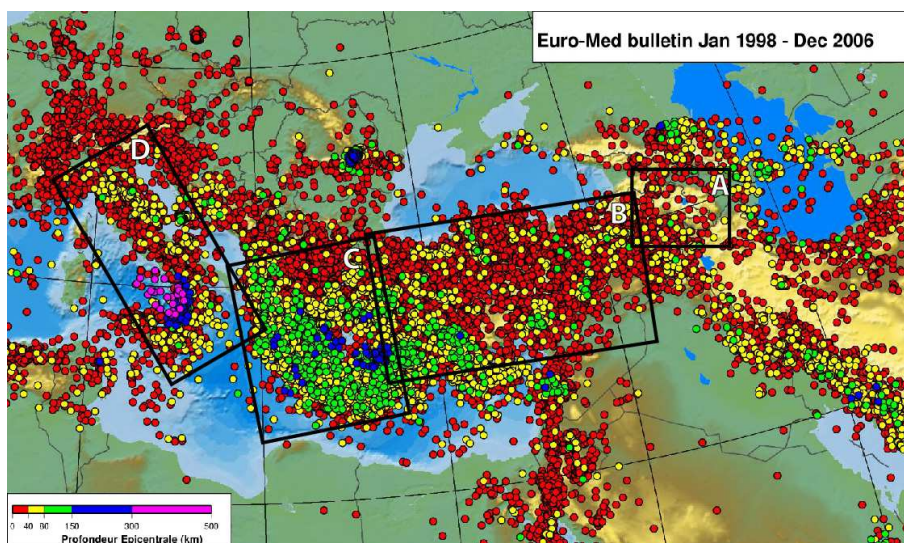 Euro-Med bulletin Jan 1998 - Dec 2006
D
A
B
C
0 40 80 150 300 500
Profondeur Epicentrale (km)